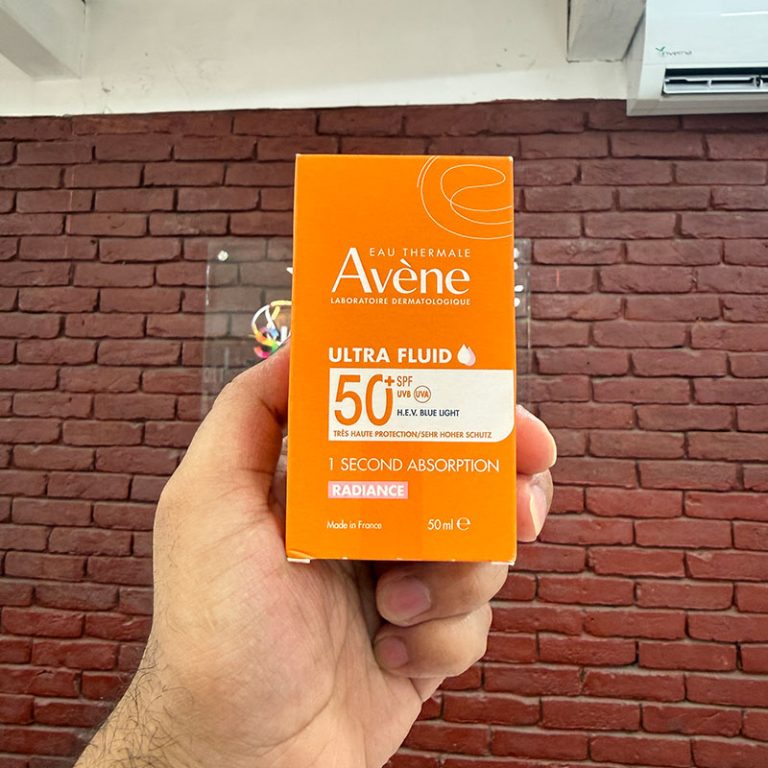 inverna
EAU THERMALE
Avène
LABORATOIRE DERMATOLOGIQUE
ULTRA FLUID
50+ SPF
UVB UVA
H.E.V. BLUE LIGHT
TRÈS HAUTE PROTECTION/SEHR HOHER SCHUTZ
1 SECOND ABSORPTION
RADIANCE
Made in France 50 ml ℮